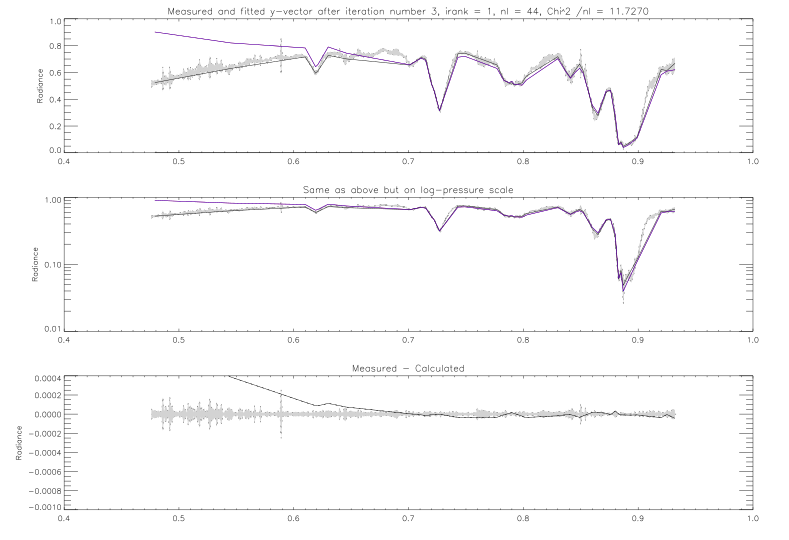 Measured and fitted y-vector after iteration number 3, irank = 1, nl = 44, Chi^2 /nl = 11.7270
1.0
0.8
0.6
0.4
0.2
0.0
Radiance
0.4 0.5 0.6 0.7 0.8 0.9 1.0
Same as above but on log-pressure scale
1.00
0.10
0.01
Radiance
0.4 0.5 0.6 0.7 0.8 0.9 1.0
Measured - Calculated
0.0004
0.0002
0.0000
-0.0002
-0.0004
-0.0006
-0.0008
-0.0010
Radiance
0.4 0.5 0.6 0.7 0.8 0.9 1.0